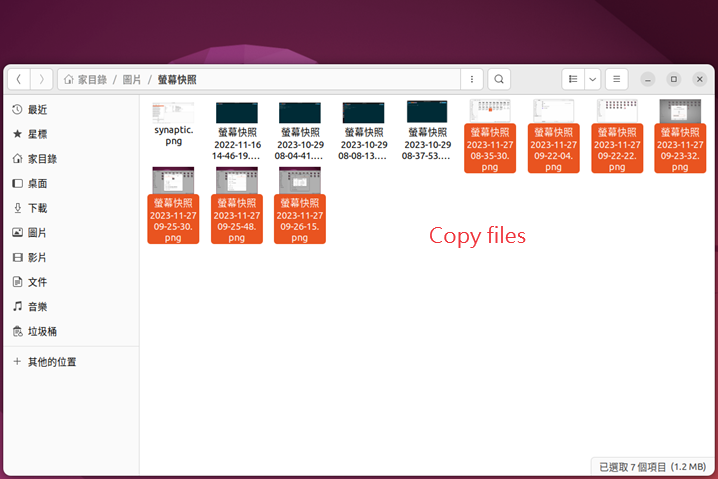 家目錄 / 圖片 / 螢幕快照
最近
星標
家目錄
桌面
下載
圖片
影片
文件
音樂
垃圾桶
+ 其他的位置
synaptic.
png
螢幕快照
2022-11-16
14-46-19....
螢幕快照
2023-10-29
08-04-41....
螢幕快照
2023-10-29
08-08-13....
螢幕快照
2023-10-29
08-37-53....
螢幕快照
2023-11-27
08-35-30.
png
螢幕快照
2023-11-27
09-22-04.
png
螢幕快照
2023-11-27
09-22-22.
png
螢幕快照
2023-11-27
09-23-32.
png
螢幕快照
2023-11-27
09-25-30.
png
螢幕快照
2023-11-27
09-25-48.
png
螢幕快照
2023-11-27
09-26-15.
png
Copy files
已選取 7 個項目 (1.2 MB)